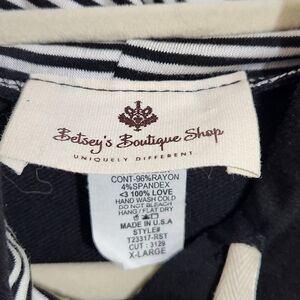 Betsey's Boutique Shop
UNIQUELY DIFFERENT
CONT-96%RAYON
4%SPANDEX
<3 100% LOVE
HAND WASH COLD
DO NOT BLEACH
HANG/FLAT DRY
MADE IN U.S.A
STYLE#
T23317-RST
CUT : 3129
X-LARGE